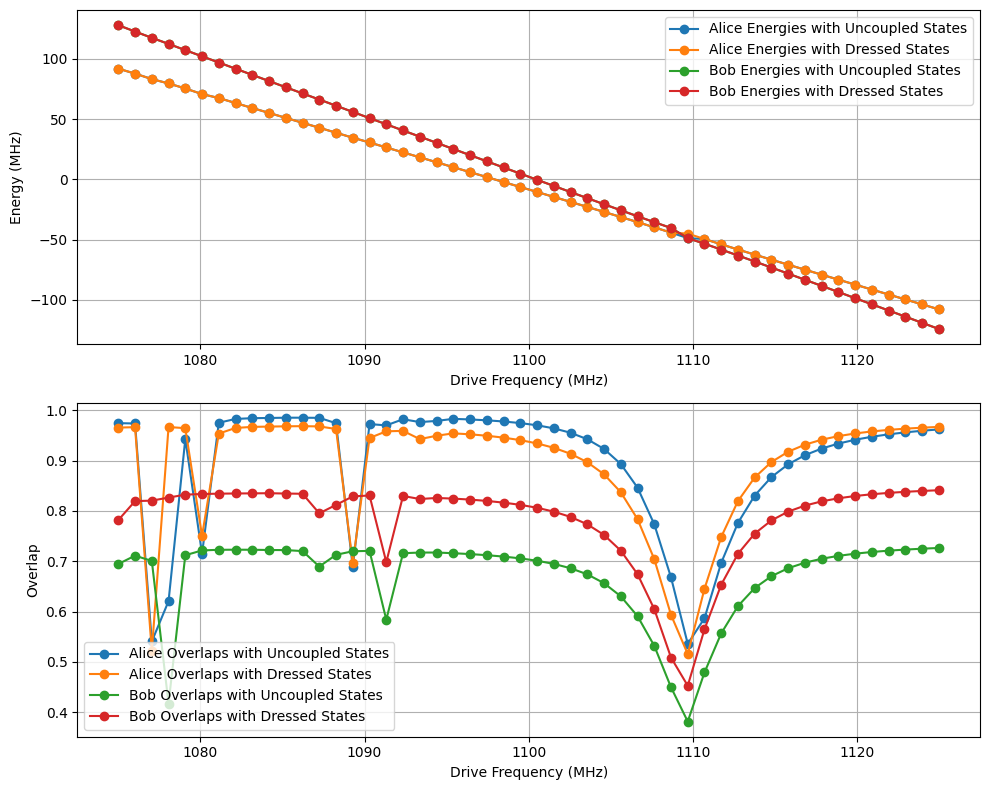 Energy (MHz)
100
50
0
−50
−100
Alice Energies with Uncoupled States
Alice Energies with Dressed States
Bob Energies with Uncoupled States
Bob Energies with Dressed States
1080 1090 1100 1110 1120
Drive Frequency (MHz)
Overlap
1.0
0.9
0.8
0.7
0.6
0.5
0.4
Alice Overlaps with Uncoupled States
Alice Overlaps with Dressed States
Bob Overlaps with Uncoupled States
Bob Overlaps with Dressed States
1080 1090 1100 1110 1120
Drive Frequency (MHz)